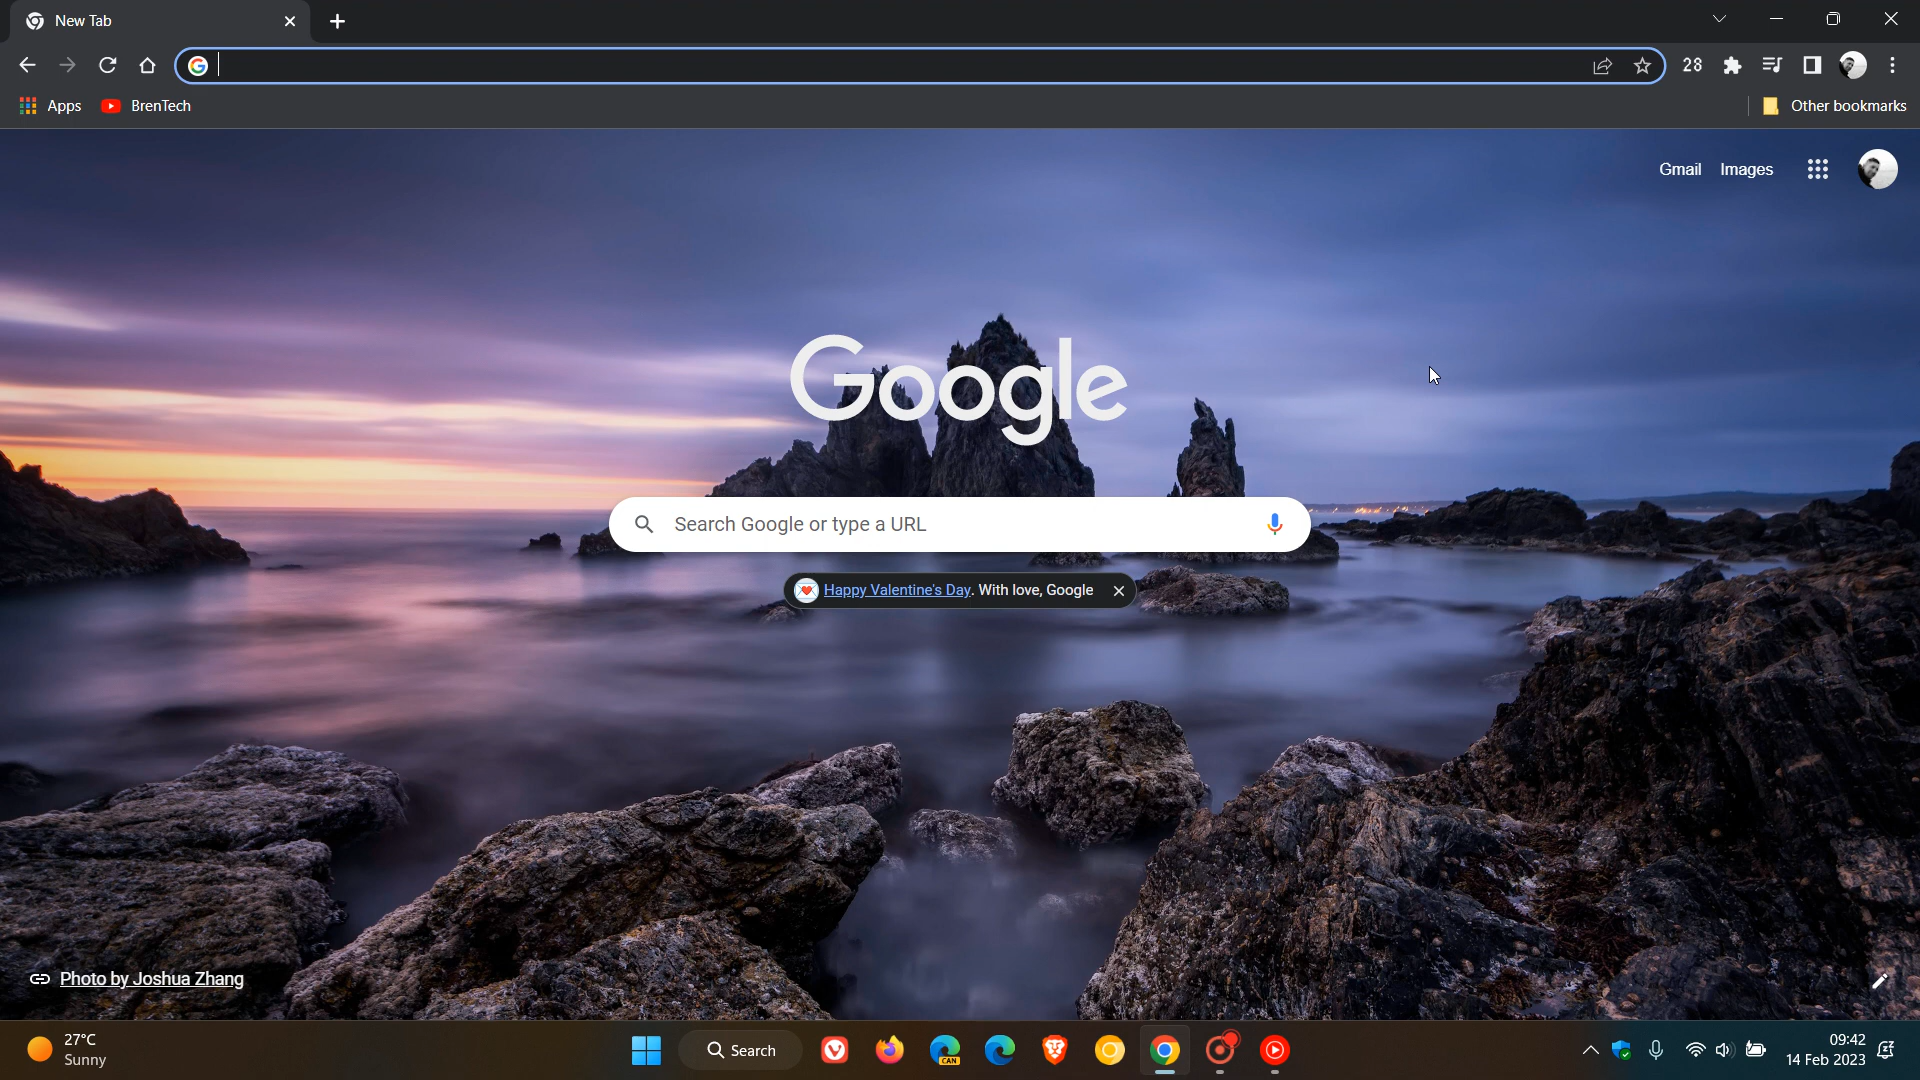 New Tab
28
Apps
BrenTech
Other bookmarks
Gmail
Images
Google
Search Google or type a URL
Happy Valentine's Day. With love, Google
Photo by Joshua Zhang
27°C
Sunny
Search
CAN
09:42
14 Feb 2023